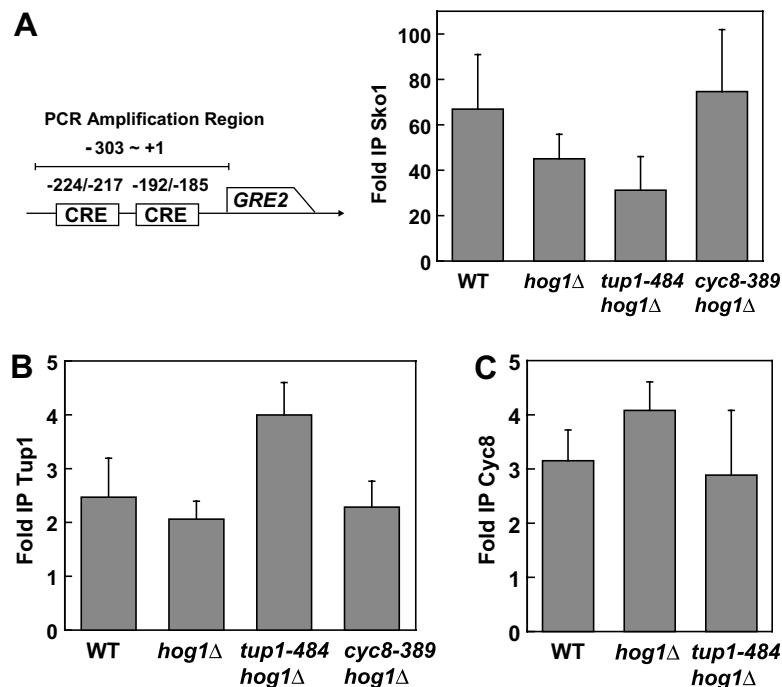 A
PCR Amplification Region
- 303 ~ +1
-224/-217 -192/-185
CRE CRE GRE2
Fold IP Sko1
100
80
60
40
20
0
WT hog1Δ tup1-484 cyc8-389
hog1Δ hog1Δ
B
Fold IP Tup1
5
4
3
2
1
0
WT hog1Δ tup1-484 cyc8-389
hog1Δ hog1Δ
C
Fold IP Cyc8
5
4
3
2
1
0
WT hog1Δ tup1-484
hog1Δ